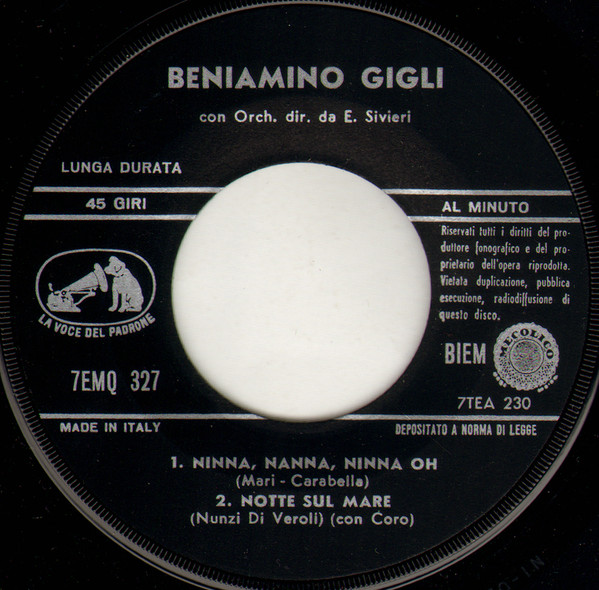 BENIAMINO GIGLI
con Orch. dir. da E. Sivieri
LUNGA DURATA
45 GIRI
AL MINUTO
Riservati tutti i diritti del pro-
duttore fonografico e del pro-
prietario dell'opera riprodotta.
Vietata duplicazione, pubblica
esecuzione, radiodiffusione di
questo disco.
LA VOCE DEL PADRONE
BIEM
MECOLICO
7EMQ 327
7TEA 230
MADE IN ITALY
DEPOSITATO A NORMA DI LEGGE
1. NINNA, NANNA, NINNA OH
(Mari - Carabella)
2. NOTTE SUL MARE
(Nunzi Di Veroli) (con Coro)